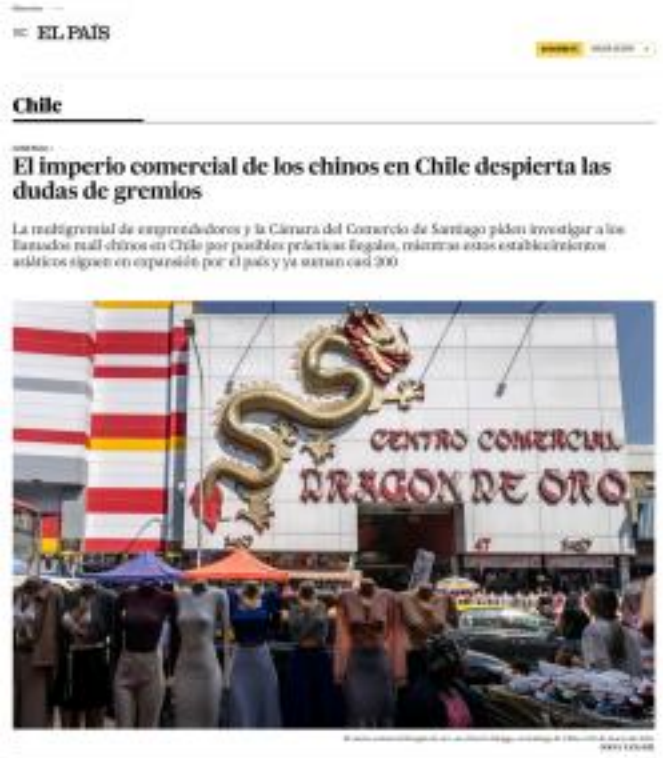 EL PAÍS
Chile
El imperio comercial de los chinos en Chile despierta las
dudas de gremios
La multigremial de emprendedores y la Cámara del Comercio de Santiago piden investigar a los
llamados mall chinos en Chile por posibles prácticas ilegales, mientras estos establecimientos
asiáticos siguen en expansión por el país y ya suman casi 200
CENTRO COMERCIAL
DRAGON DE ORO
47